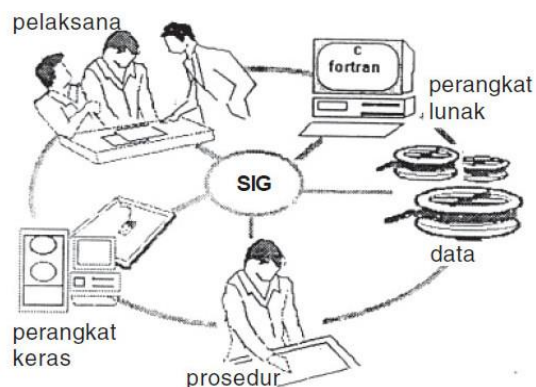 pelaksana
C
fortran
perangkat
lunak
SIG
data
perangkat
keras
prosedur